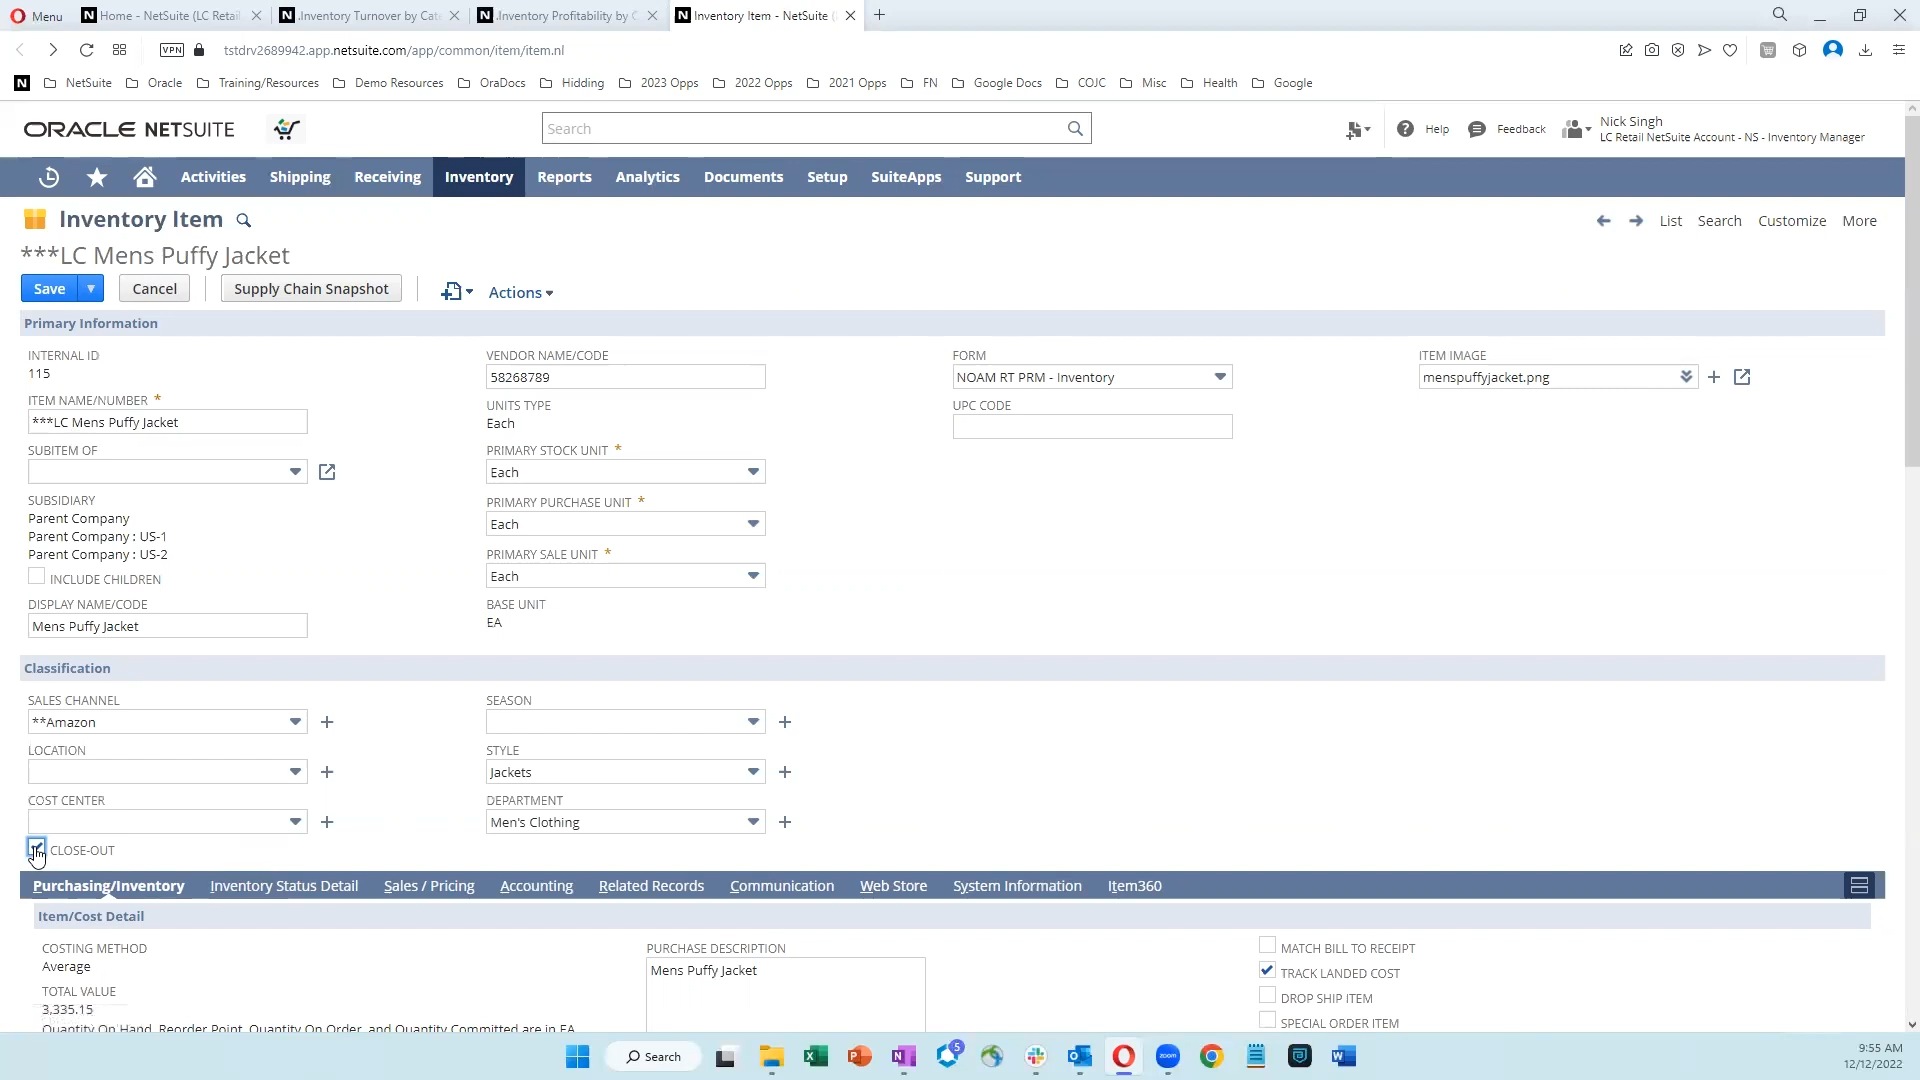 Menu
Home - NetSuite (LC Retail
.Inventory Turnover by Cate
.Inventory Profitability by C
Inventory Item - NetSuite (
VPN
tstdrv2689942.app.netsuite.com/app/common/item/item.nl
NetSuite
Oracle
Training/Resources
Demo Resources
OraDocs
Hidding
2023 Opps
2022 Opps
2021 Opps
FN
Google Docs
COJC
Misc
Health
Google
ORACLE NETSUITE
Search
Help
Feedback
Nick Singh
LC Retail NetSuite Account - NS - Inventory Manager
Activities
Shipping
Receiving
Inventory
Reports
Analytics
Documents
Setup
SuiteApps
Support
Inventory Item
List
Search
Customize
More
***LC Mens Puffy Jacket
Save
Cancel
Supply Chain Snapshot
Actions
Primary Information
INTERNAL ID
115
ITEM NAME/NUMBER *
***LC Mens Puffy Jacket
SUBITEM OF
SUBSIDIARY
Parent Company
Parent Company : US-1
Parent Company : US-2
INCLUDE CHILDREN
DISPLAY NAME/CODE
Mens Puffy Jacket
VENDOR NAME/CODE
58268789
UNITS TYPE
Each
PRIMARY STOCK UNIT *
Each
PRIMARY PURCHASE UNIT *
Each
PRIMARY SALE UNIT *
Each
BASE UNIT
EA
FORM
NOAM RT PRM - Inventory
UPC CODE
ITEM IMAGE
menspuffyjacket.png
Classification
SALES CHANNEL
**Amazon
LOCATION
COST CENTER
CLOSE-OUT
SEASON
STYLE
Jackets
DEPARTMENT
Men's Clothing
Purchasing/Inventory
Inventory Status Detail
Sales / Pricing
Accounting
Related Records
Communication
Web Store
System Information
Item360
Item/Cost Detail
COSTING METHOD
Average
TOTAL VALUE
3,335.15
Quantity On Hand, Reorder Point, Quantity On Order, and Quantity Committed are in EA
PURCHASE DESCRIPTION
Mens Puffy Jacket
MATCH BILL TO RECEIPT
TRACK LANDED COST
DROP SHIP ITEM
SPECIAL ORDER ITEM
Search
5
zoom
9:55 AM
12/12/2022